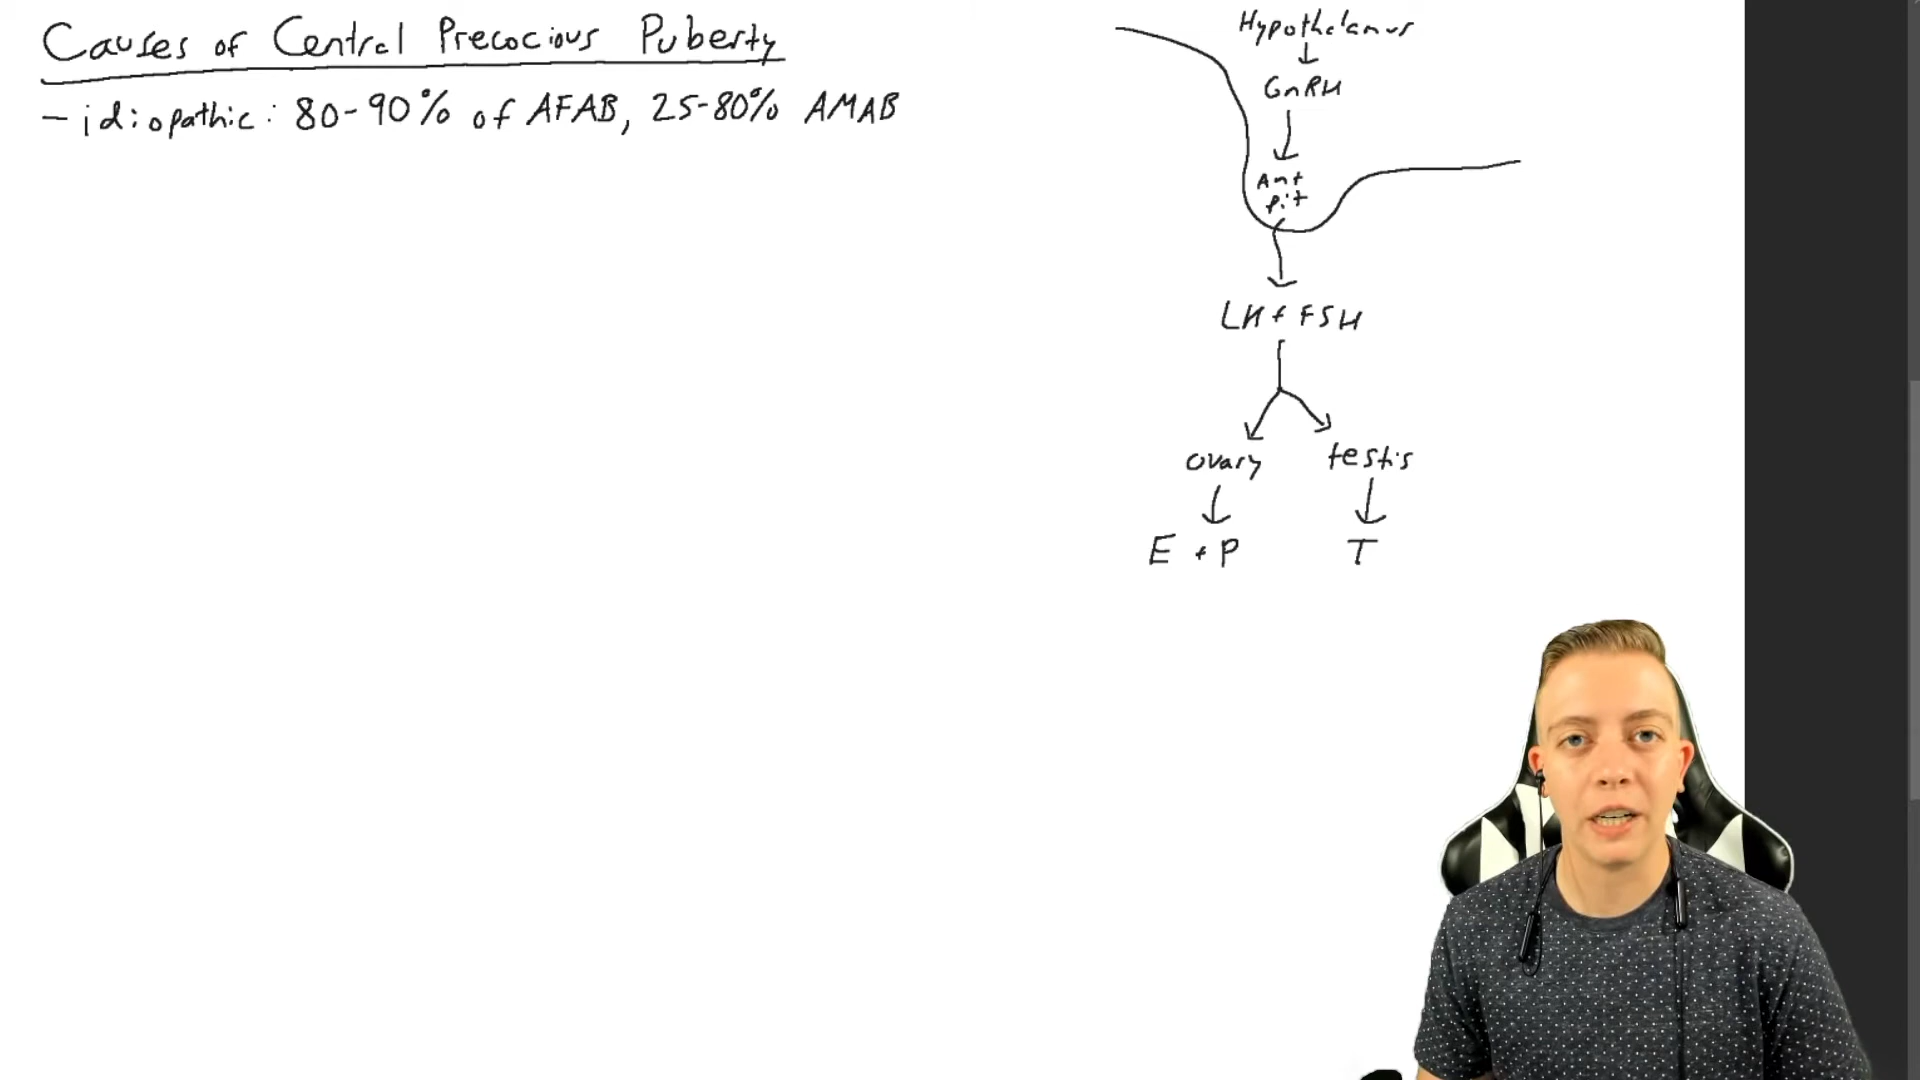 Causes of Central Precocious Puberty
- idiopathic: 80-90% of AFAB, 25-80% AMAB
Hypothalamus
GnRH
Ant
Pit
LH + FSH
ovary
testis
E + P
T